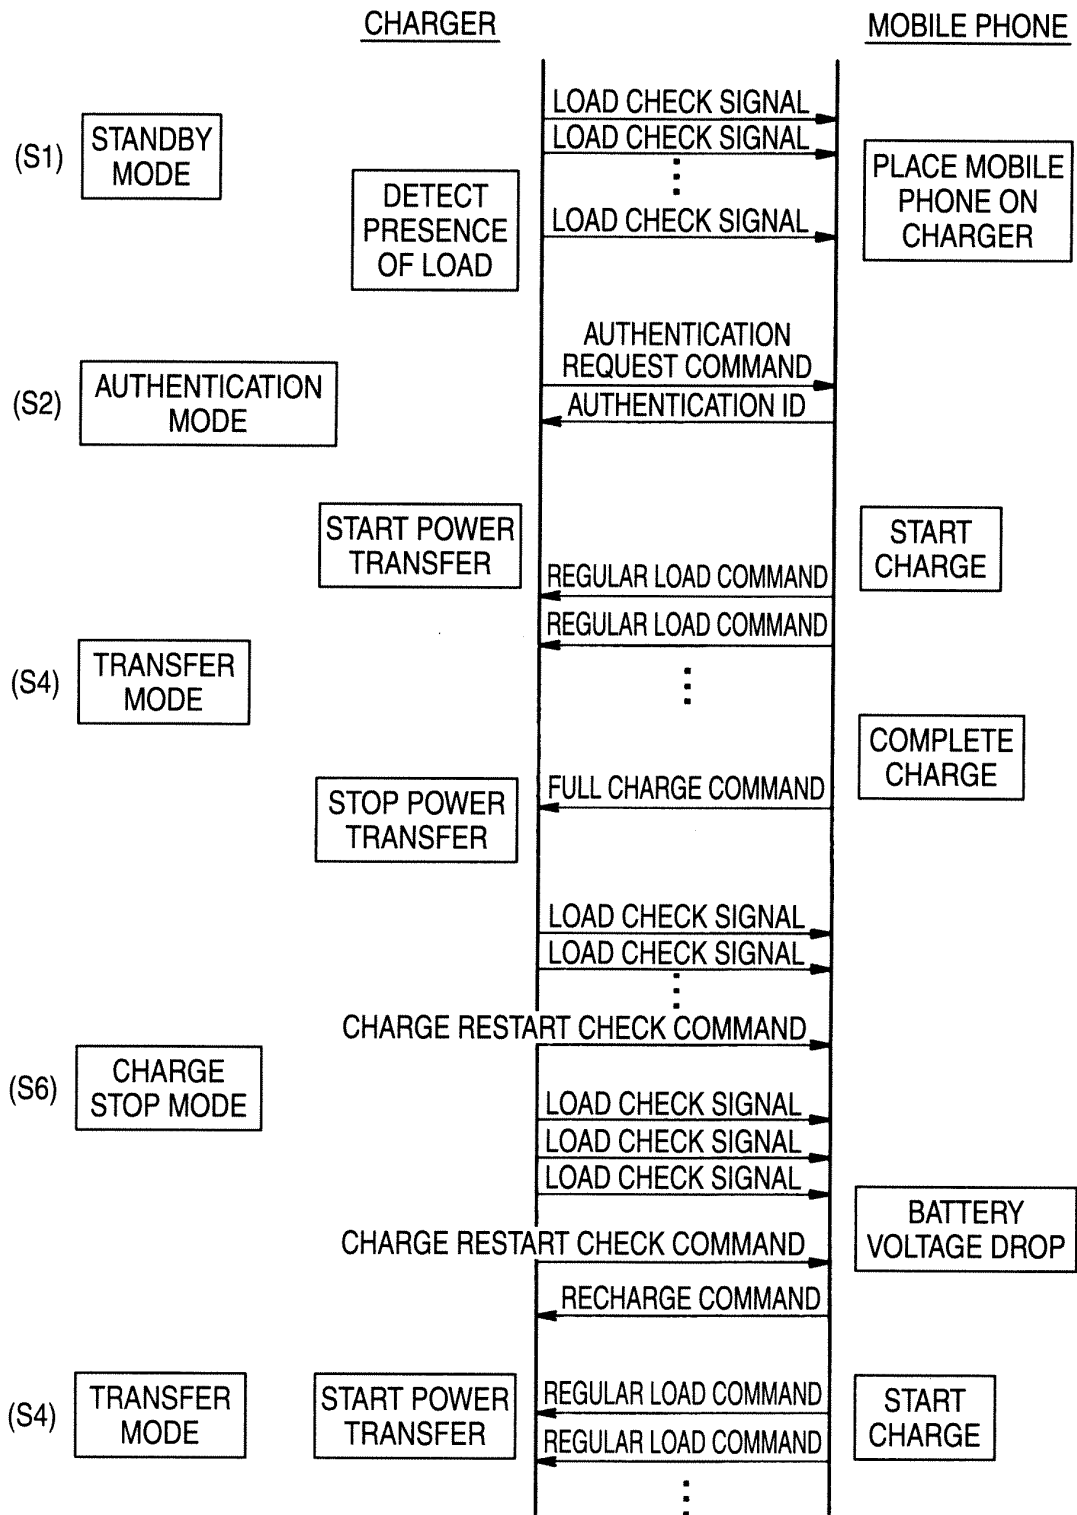 CHARGER
MOBILE PHONE
LOAD CHECK SIGNAL
LOAD CHECK SIGNAL
(S1)
STANDBY
MODE
DETECT
PRESENCE
OF LOAD
LOAD CHECK SIGNAL
PLACE MOBILE
PHONE ON
CHARGER
AUTHENTICATION
REQUEST COMMAND
(S2)
AUTHENTICATION
MODE
AUTHENTICATION ID
START POWER
TRANSFER
START
CHARGE
REGULAR LOAD COMMAND
REGULAR LOAD COMMAND
(S4)
TRANSFER
MODE
COMPLETE
CHARGE
FULL CHARGE COMMAND
STOP POWER
TRANSFER
LOAD CHECK SIGNAL
LOAD CHECK SIGNAL
CHARGE RESTART CHECK COMMAND
(S6)
CHARGE
STOP MODE
LOAD CHECK SIGNAL
LOAD CHECK SIGNAL
LOAD CHECK SIGNAL
BATTERY
VOLTAGE DROP
CHARGE RESTART CHECK COMMAND
RECHARGE COMMAND
(S4)
TRANSFER
MODE
START POWER
TRANSFER
REGULAR LOAD COMMAND
REGULAR LOAD COMMAND
START
CHARGE